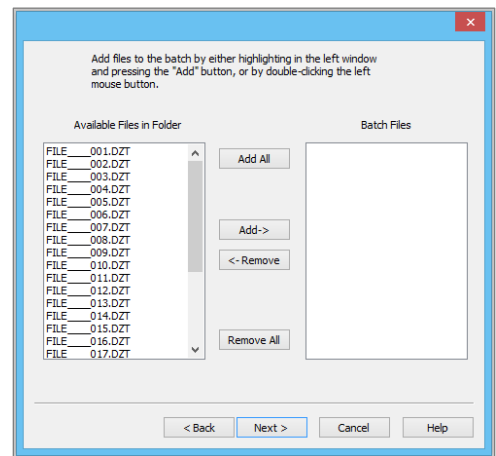 Add files to the batch by either highlighting in the left window
and pressing the "Add" button, or by double-clicking the left
mouse button.
Available Files in Folder
Batch Files
FILE____001.DZT
FILE____002.DZT
FILE____003.DZT
FILE____004.DZT
FILE____005.DZT
FILE____006.DZT
FILE____007.DZT
FILE____008.DZT
FILE____009.DZT
FILE____010.DZT
FILE____011.DZT
FILE____012.DZT
FILE____013.DZT
FILE____014.DZT
FILE____015.DZT
FILE____016.DZT
FILE____017.DZT
Add All
Add->
<- Remove
Remove All
< Back
Next >
Cancel
Help